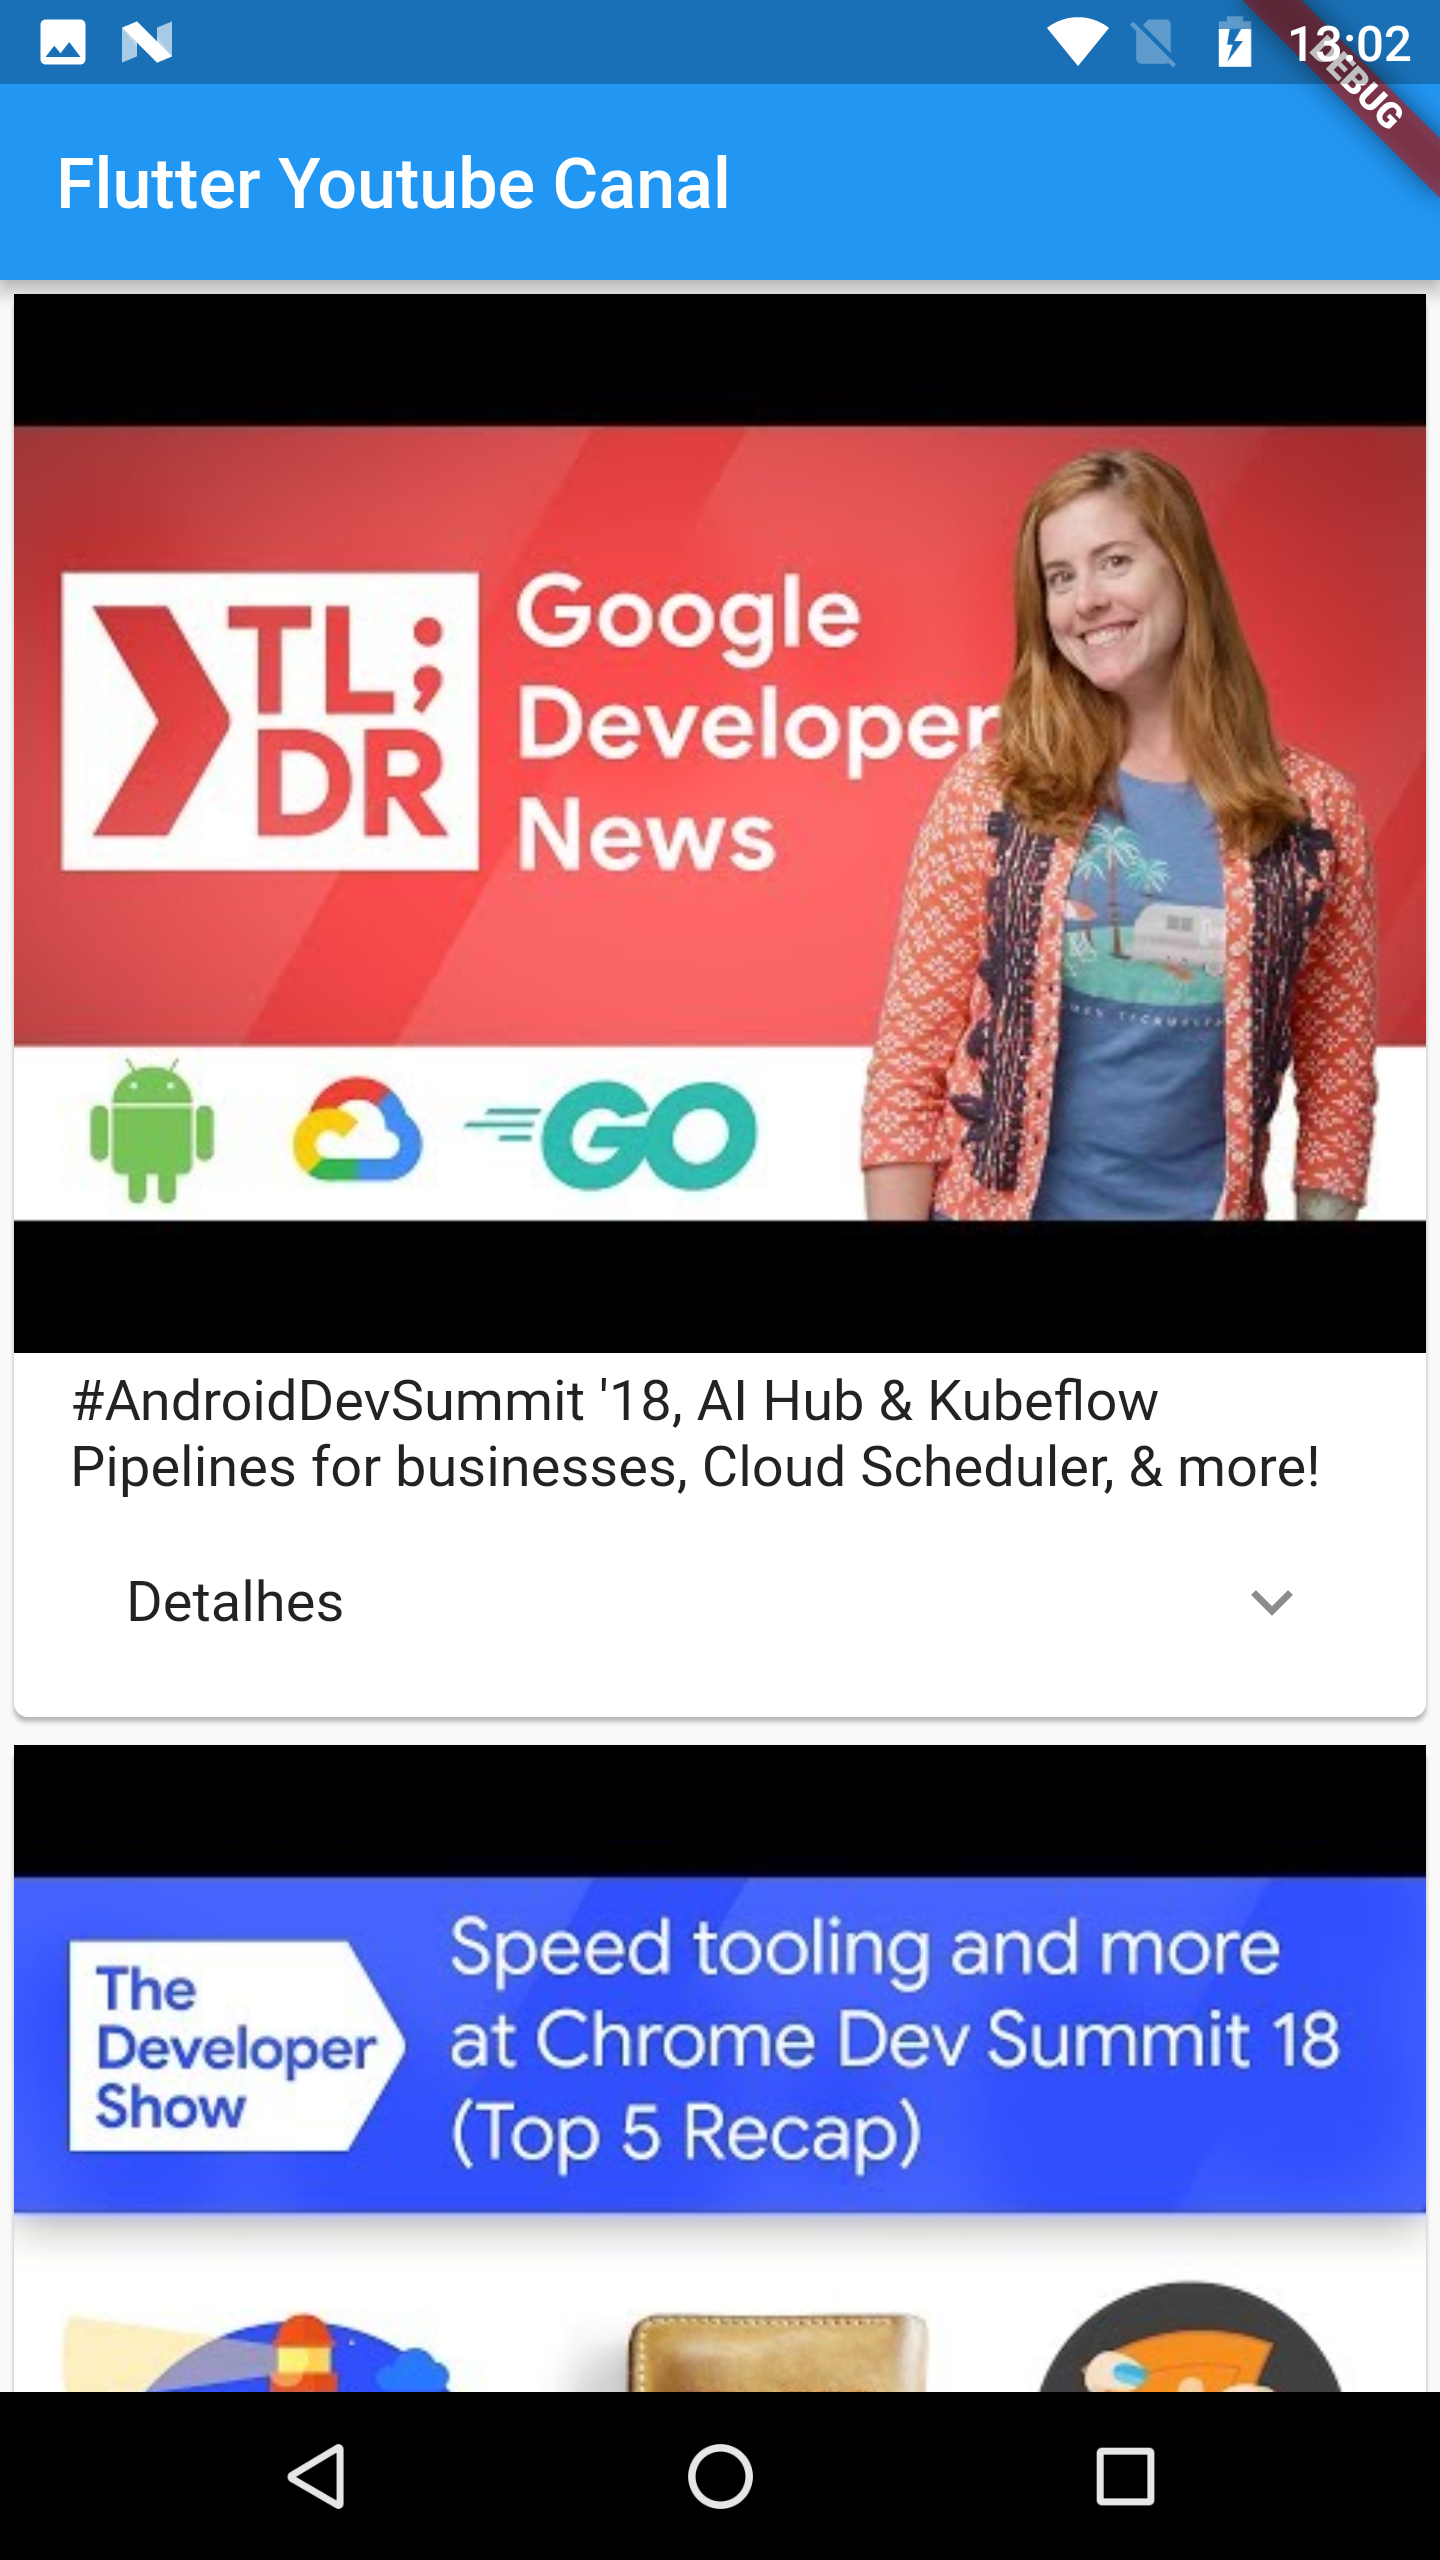 13:02
DEBUG
Flutter Youtube Canal
TL;
DR
Google
Developer
News
GO
#AndroidDevSummit '18, AI Hub & Kubeflow
Pipelines for businesses, Cloud Scheduler, & more!
Detalhes
The
Developer
Show
Speed tooling and more
at Chrome Dev Summit 18
(Top 5 Recap)